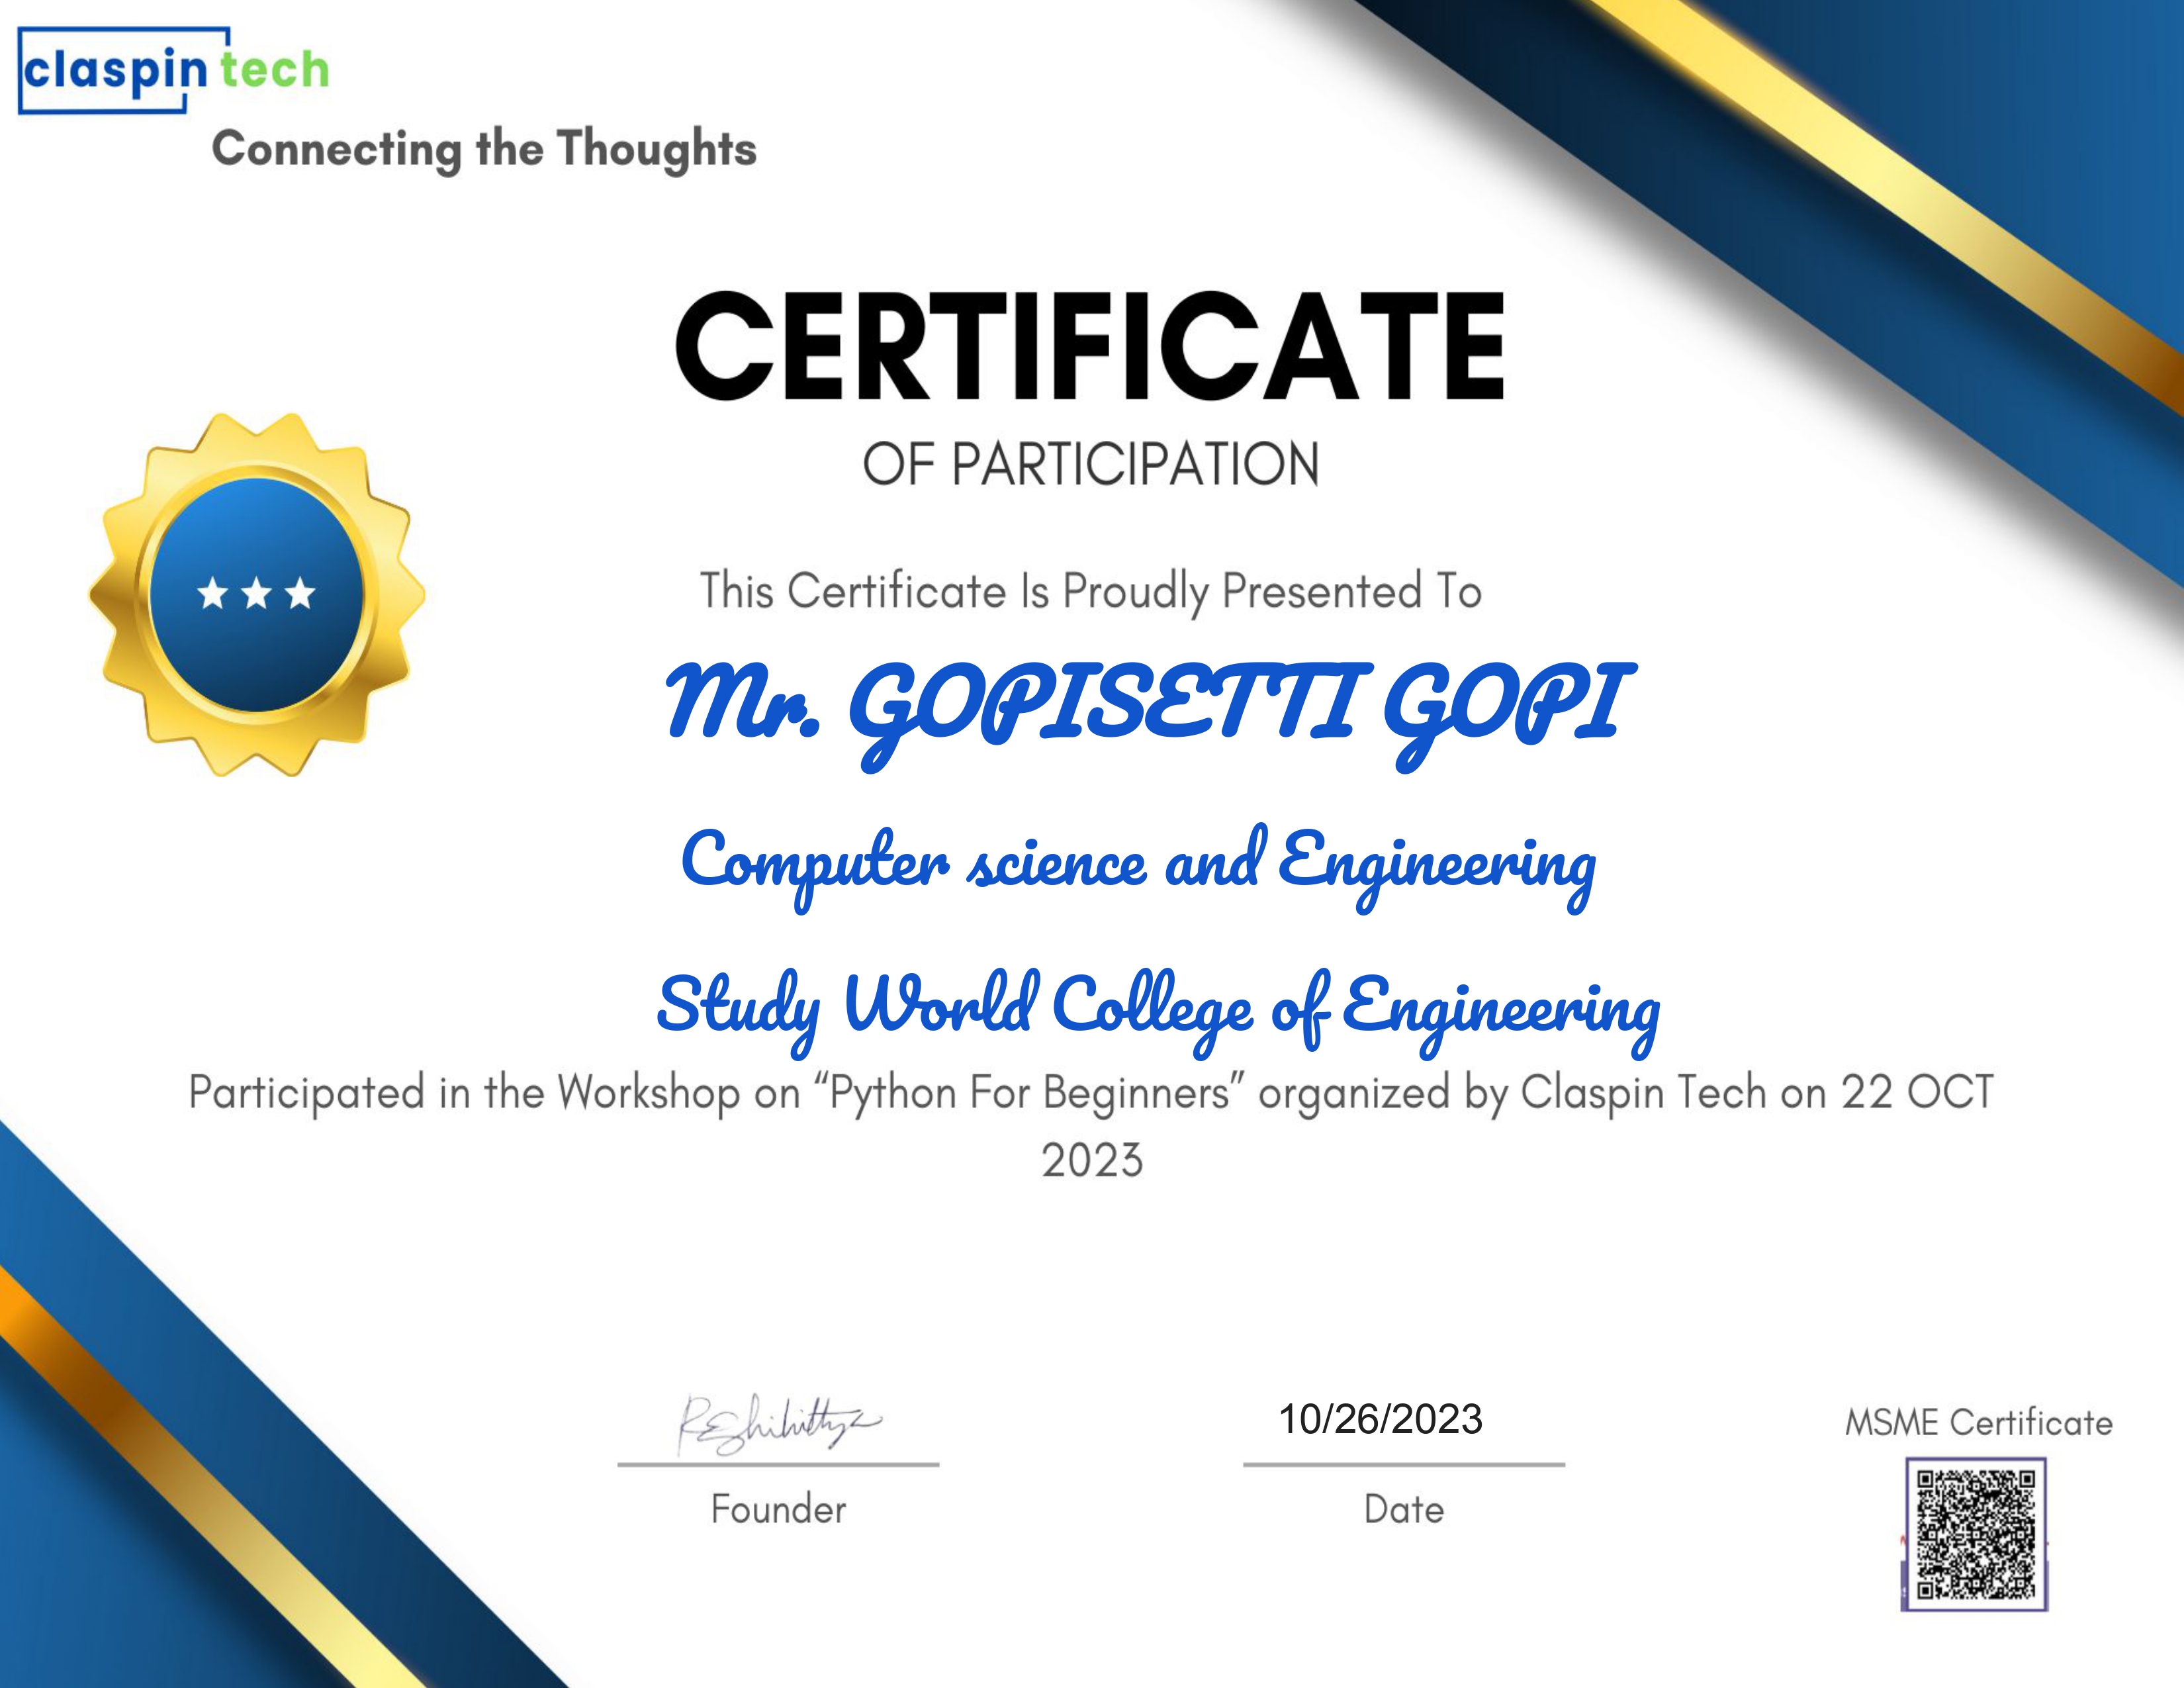 claspin tech
Connecting the Thoughts
CERTIFICATE
OF PARTICIPATION
This Certificate Is Proudly Presented To
Mr. GOPISETTI GOPI
Computer science and Engineering
Study World College of Engineering
Participated in the Workshop on “Python For Beginners” organized by Claspin Tech on 22 OCT
2023
10/26/2023
MSME Certificate
Founder
Date